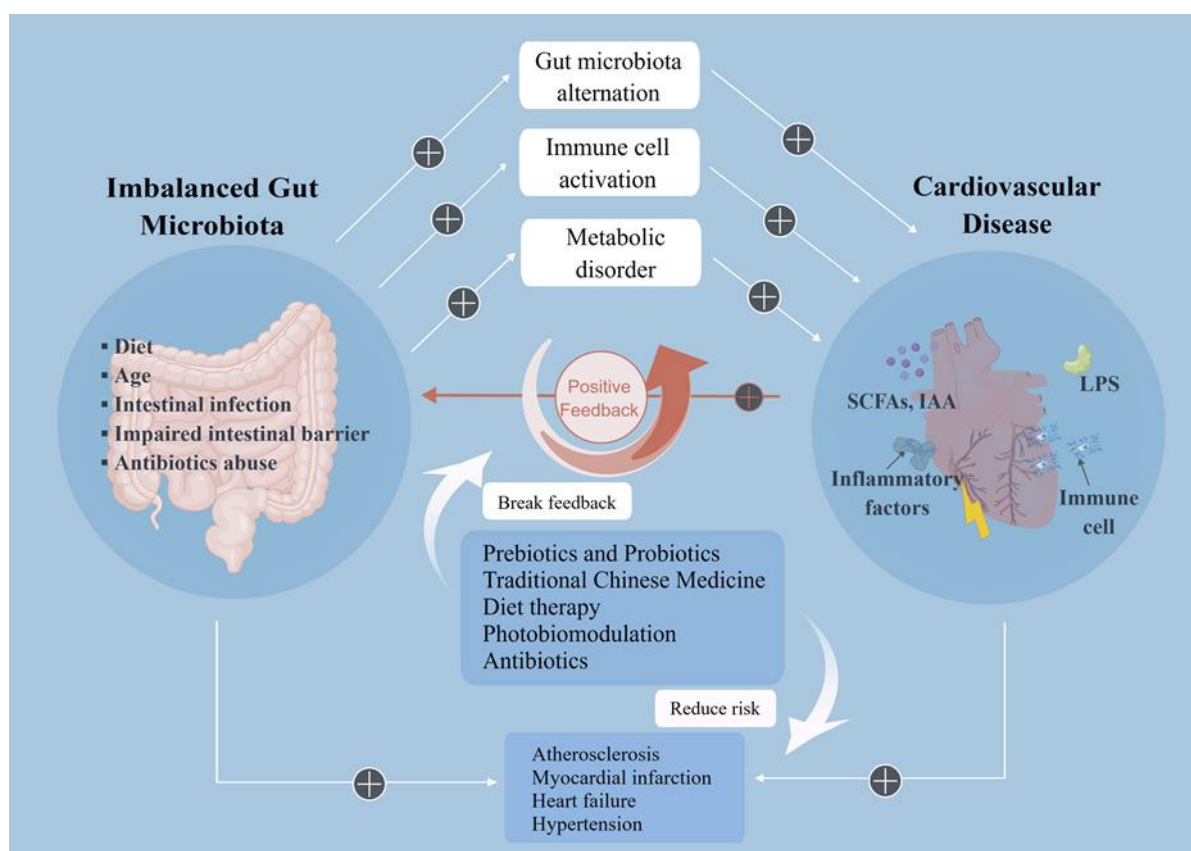 Gut microbiota
alternation
Immune cell
activation
Metabolic
disorder
Imbalanced Gut
Microbiota
▪ Diet
▪ Age
▪ Intestinal infection
▪ Impaired intestinal barrier
▪ Antibiotics abuse
Positive
Feedback
Cardiovascular
Disease
SCFAs, IAA
LPS
Inflammatory
factors
Immune
cell
Break feedback
Prebiotics and Probiotics
Traditional Chinese Medicine
Diet therapy
Photobiomodulation
Antibiotics
Reduce risk
Atherosclerosis
Myocardial infarction
Heart failure
Hypertension